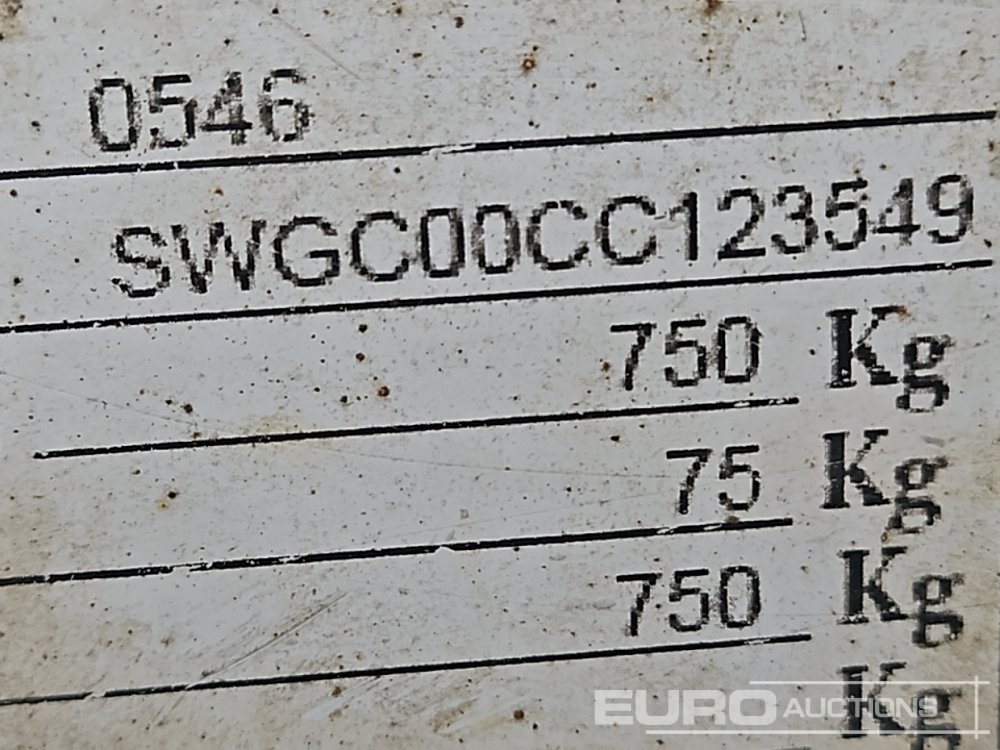 0546
SWGC00CC123549
750 Kg
75 Kg
750 Kg
Kg
EURO AUCTIONS